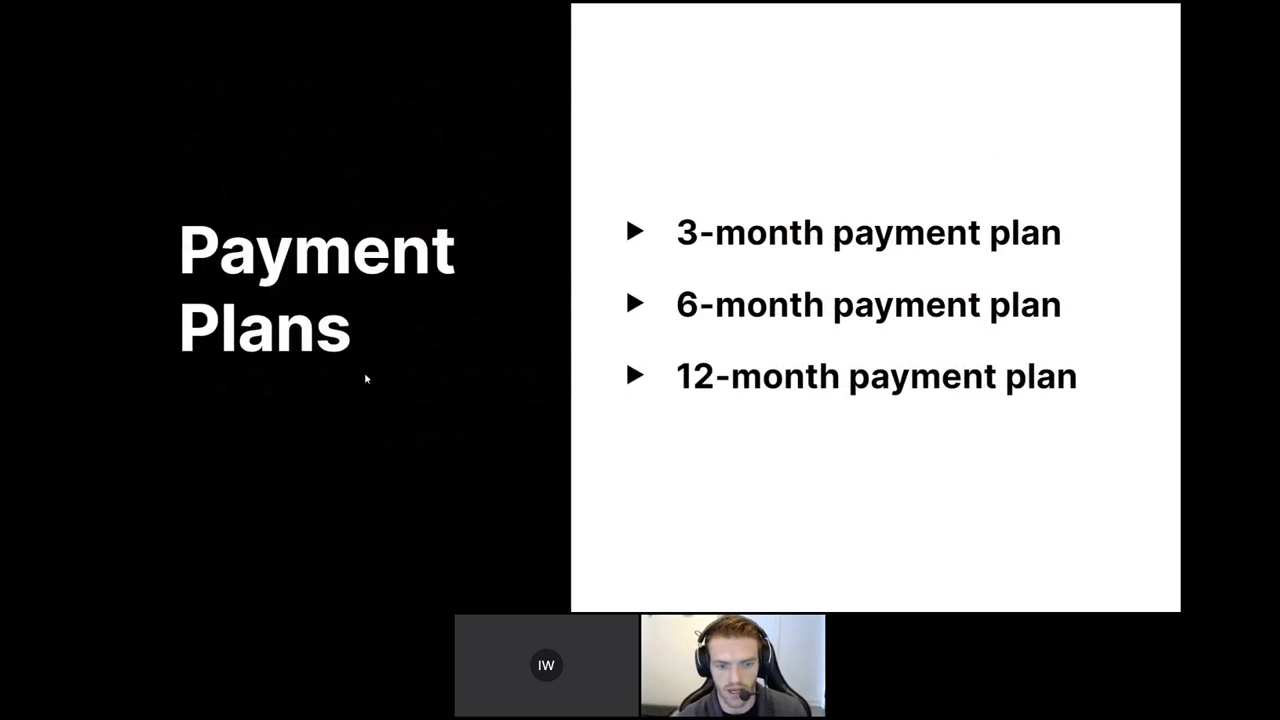 Payment
Plans
3-month payment plan
6-month payment plan
12-month payment plan
IW